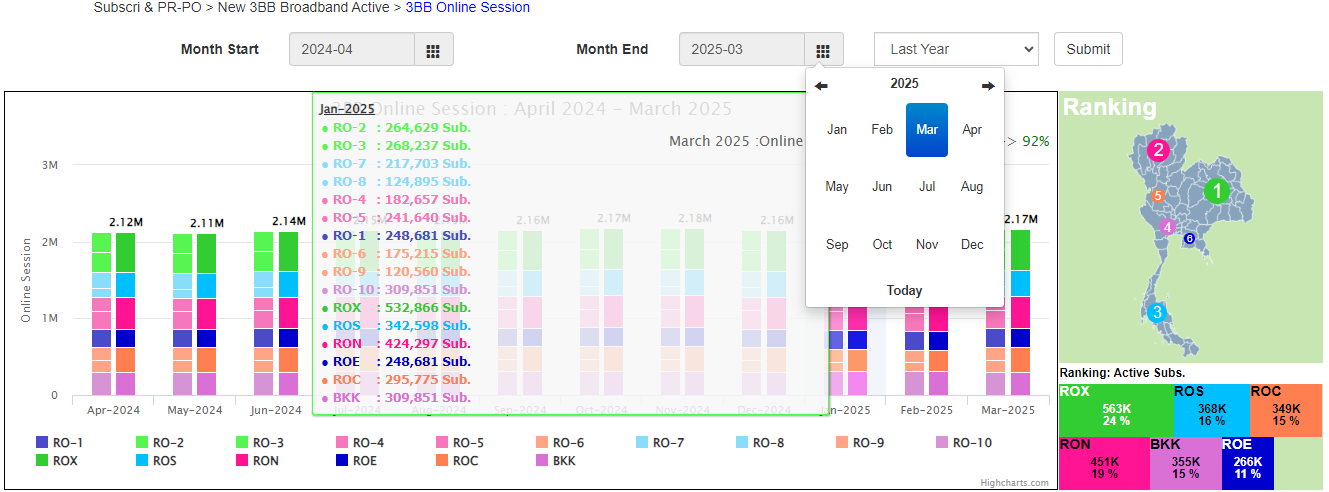 Subscri & PR-PO > New 3BB Broadband Active > 3BB Online Session
Month Start 2024-04 Month End 2025-03 Last Year Submit
2025
Jan Feb Mar Apr
May Jun Jul Aug
Sep Oct Nov Dec
Today
3BB Online Session : April 2024 - March 2025
March 2025 :Online
> 92%
Jan-2025
● RO-2 : 264,629 Sub.
● RO-3 : 268,237 Sub.
● RO-7 : 217,703 Sub.
● RO-8 : 124,895 Sub.
● RO-4 : 182,657 Sub.
● RO-5 : 241,640 Sub.
● RO-1 : 248,681 Sub.
● RO-6 : 175,215 Sub.
● RO-9 : 120,560 Sub.
● RO-10 : 309,851 Sub.
● ROX : 532,866 Sub.
● ROS : 342,598 Sub.
● RON : 424,297 Sub.
● ROE : 248,681 Sub.
● ROC : 295,775 Sub.
● BKK : 309,851 Sub.
Online Session
3M
2M
1M
0
2.12M 2.11M 2.14M 2.16M 2.17M 2.18M 2.16M 2.17M
Apr-2024 May-2024 Jun-2024 Jul-2024 Aug-2024 Sep-2024 Oct-2024 Nov-2024 Dec-2024 n-2025 Feb-2025 Mar-2025
RO-1 RO-2 RO-3 RO-4 RO-5 RO-6 RO-7 RO-8 RO-9 RO-10
ROX ROS RON ROE ROC BKK
Highcharts.com
Ranking
2
1
5
4
6
3
Ranking: Active Subs.
ROX ROS ROC
563K 368K 349K
24 % 16 % 15 %
RON BKK ROE
451K 355K 266K
19 % 15 % 11 %